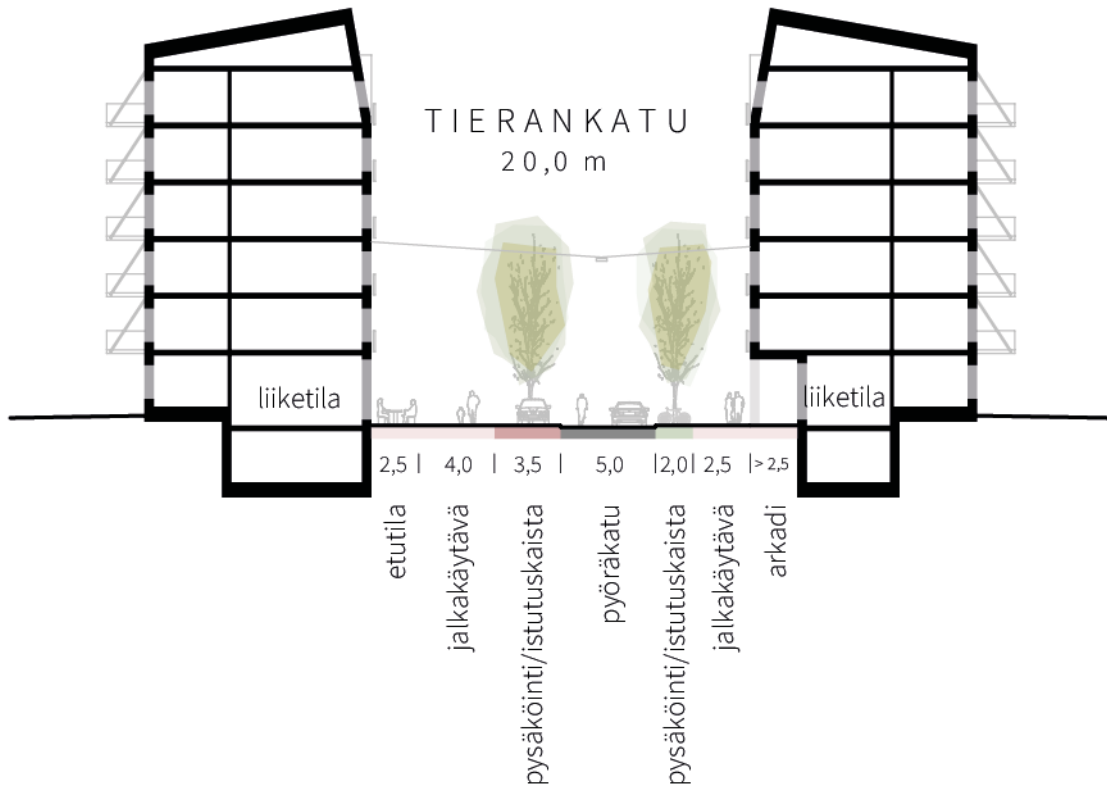 TIERANKATU
20,0 m
liiketila
liiketila
2,5 | 4,0 | 3,5 | 5,0 |2,0| 2,5 |> 2,5
etutila
jalkakäytävä
pysäköinti/istutuskaista
pyöräkatu
pysäköinti/istutuskaista
jalkakäytävä
arkadi